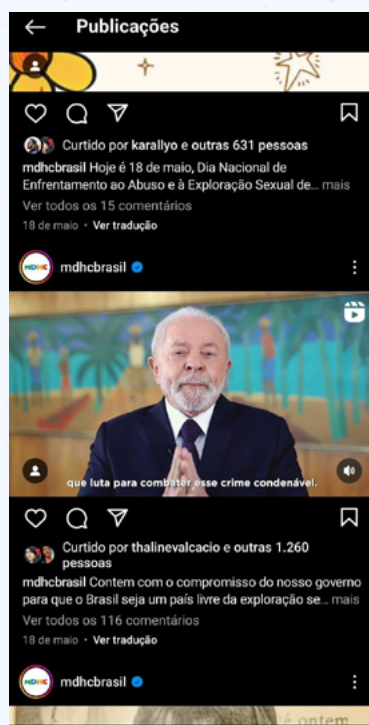 Publicações
Curtido por karallyo e outras 631 pessoas
mdhcbrasil Hoje é 18 de maio, Dia Nacional de
Enfrentamento ao Abuso e à Exploração Sexual de... mais
Ver todos os 15 comentários
18 de maio • Ver tradução
MDHC
mdhcbrasil
que luta para combater esse crime condenável.
Curtido por thalinevalcacio e outras 1.260
pessoas
mdhcbrasil Contem com o compromisso do nosso governo
para que o Brasil seja um país livre da exploração se... mais
Ver todos os 116 comentários
18 de maio • Ver tradução
MDHC
mdhcbrasil
ontem